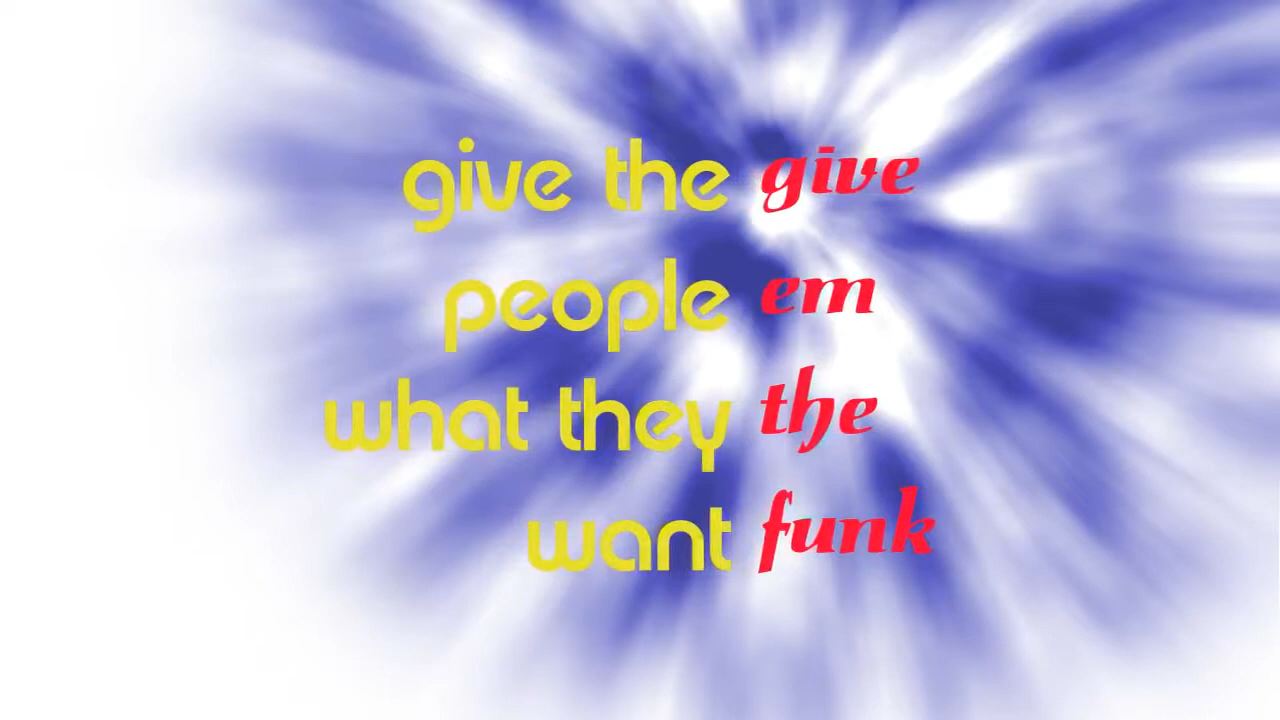 give the
people
what they
want
give
em
the
funk